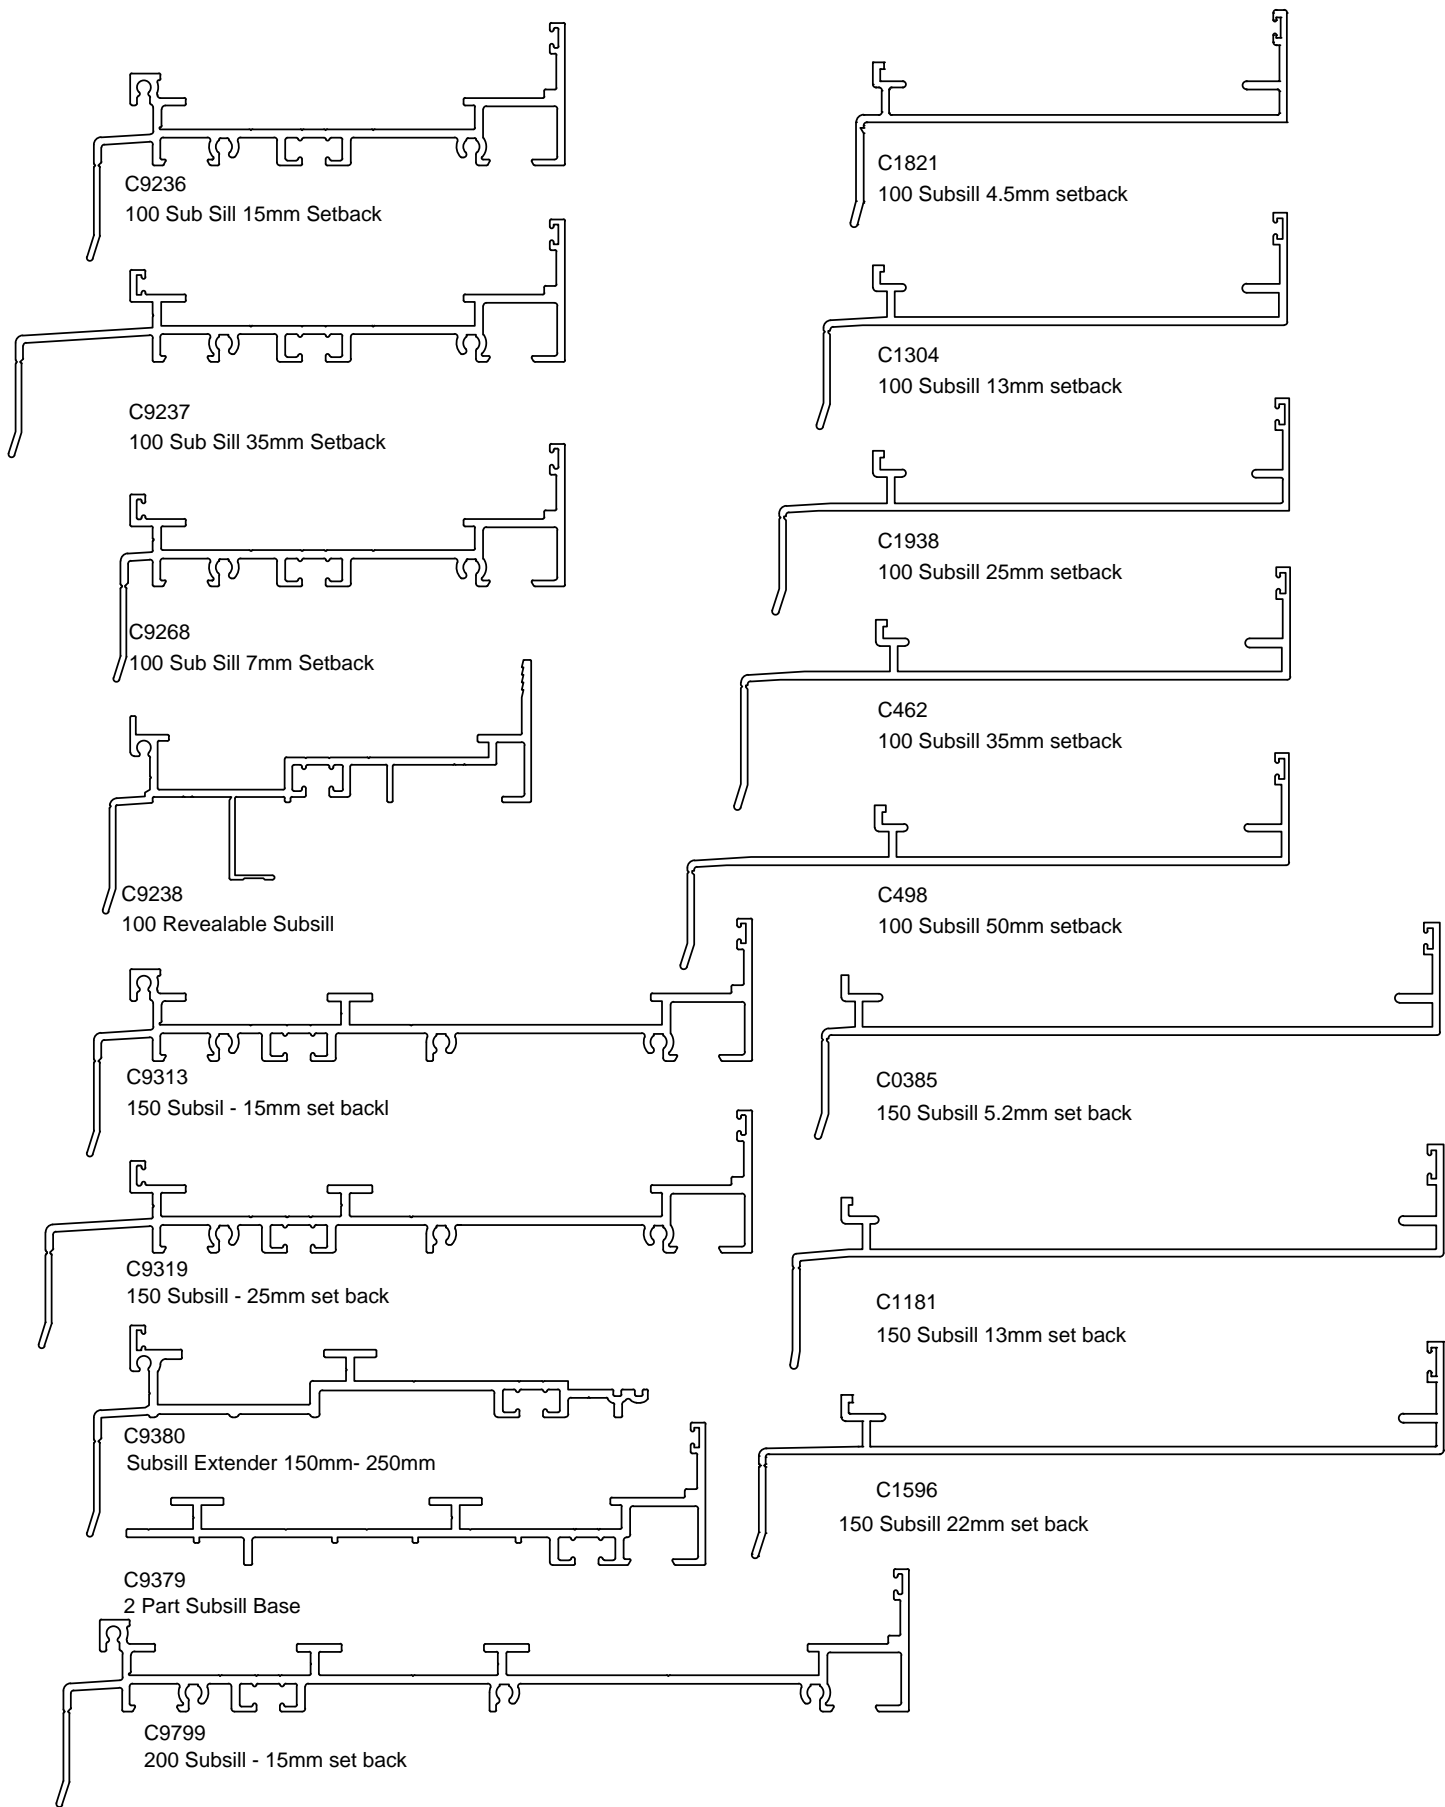 C9236
100 Sub Sill 15mm Setback
C9237
100 Sub Sill 35mm Setback
C9268
100 Sub Sill 7mm Setback
C9238
100 Revealable Subsill
C9313
150 Subsil - 15mm set backl
C9319
150 Subsill - 25mm set back
C9380
Subsill Extender 150mm- 250mm
C9379
2 Part Subsill Base
C9799
200 Subsill - 15mm set back
C1821
100 Subsill 4.5mm setback
C1304
100 Subsill 13mm setback
C1938
100 Subsill 25mm setback
C462
100 Subsill 35mm setback
C498
100 Subsill 50mm setback
C0385
150 Subsill 5.2mm set back
C1181
150 Subsill 13mm set back
C1596
150 Subsill 22mm set back